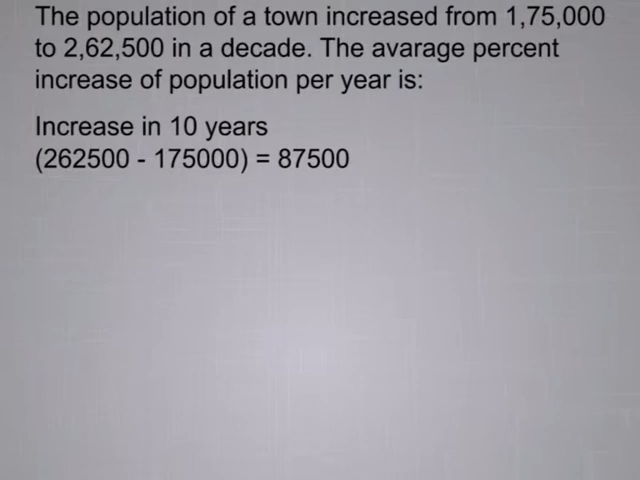 The population of a town increased from 1,75,000
to 2,62,500 in a decade. The avarage percent
increase of population per year is:
Increase in 10 years
(262500 - 175000) = 87500